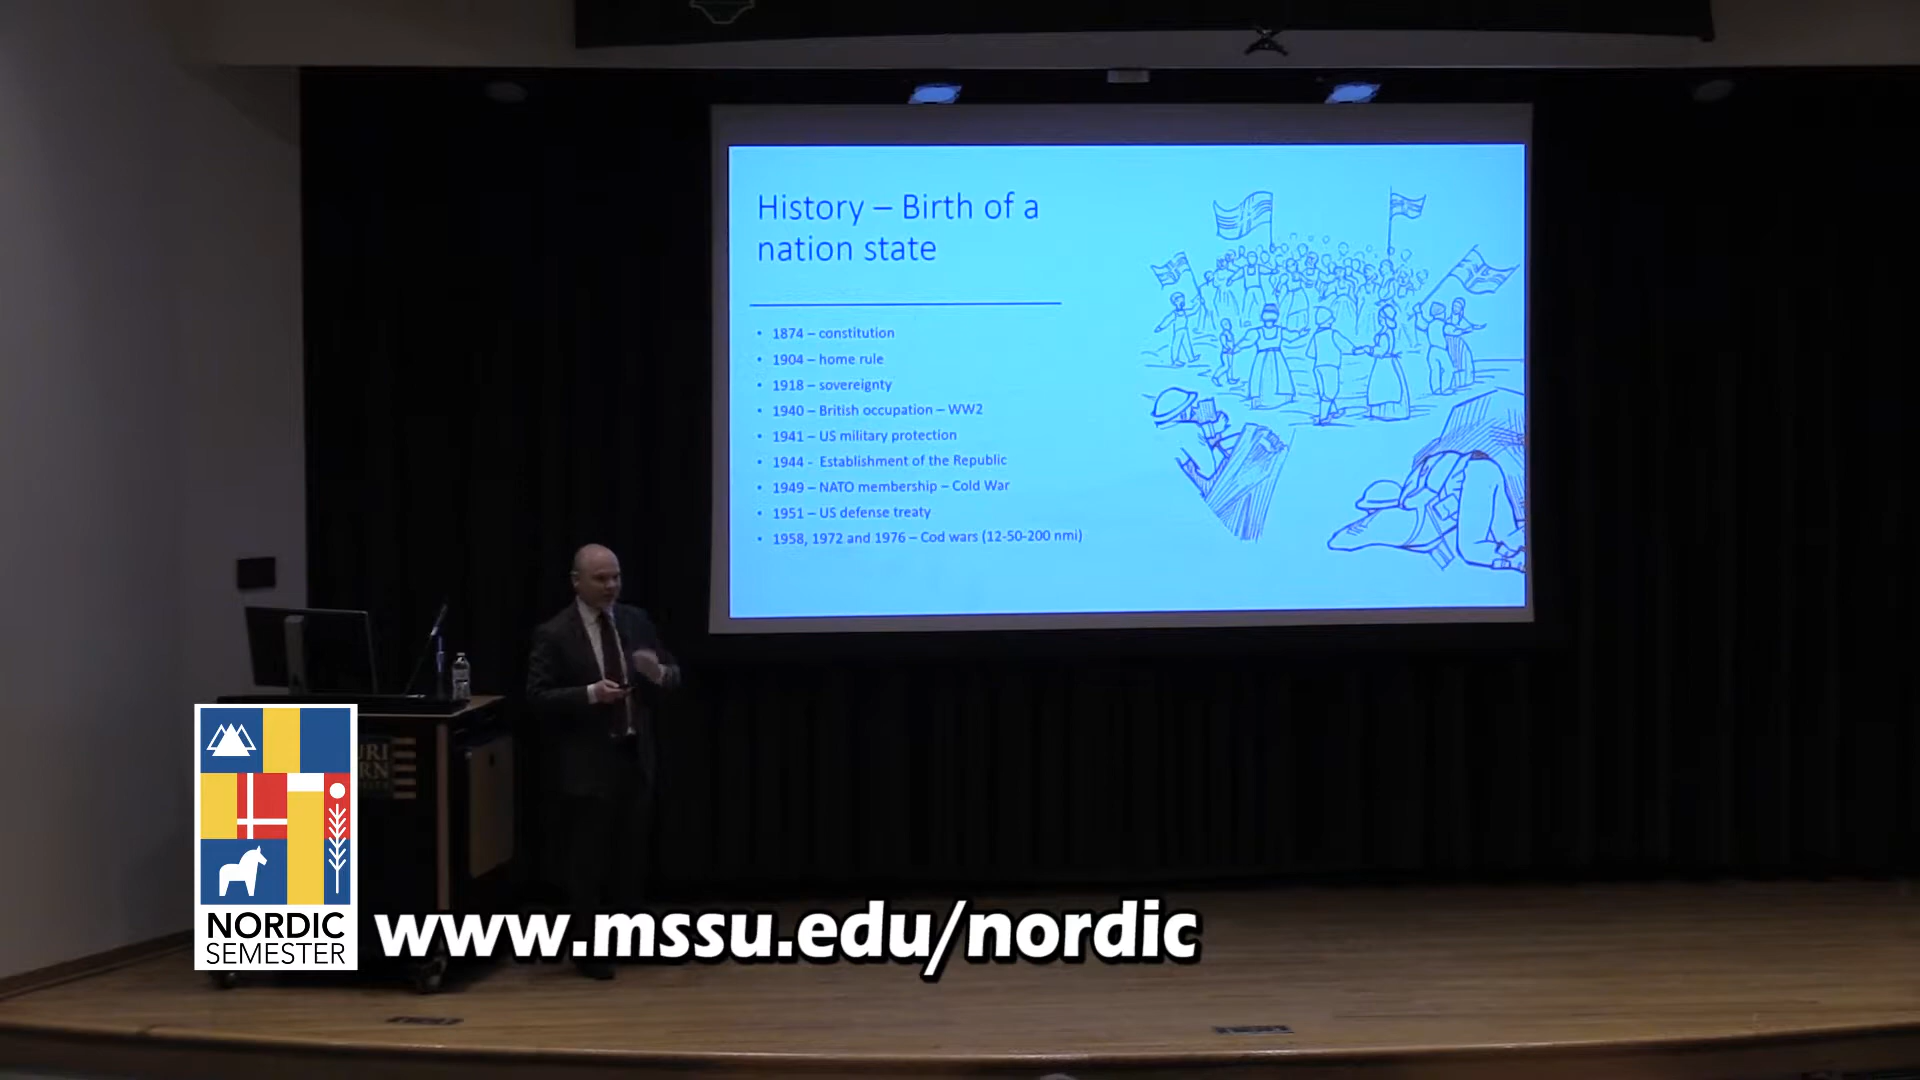 History – Birth of a
nation state
• 1874 – constitution
• 1904 – home rule
• 1918 – sovereignty
• 1940 – British occupation – WW2
• 1941 – US military protection
• 1944 - Establishment of the Republic
• 1949 – NATO membership – Cold War
• 1951 – US defense treaty
• 1958, 1972 and 1976 – Cod wars (12-50-200 nmi)
URI
RN
NORDIC
SEMESTER
www.mssu.edu/nordic